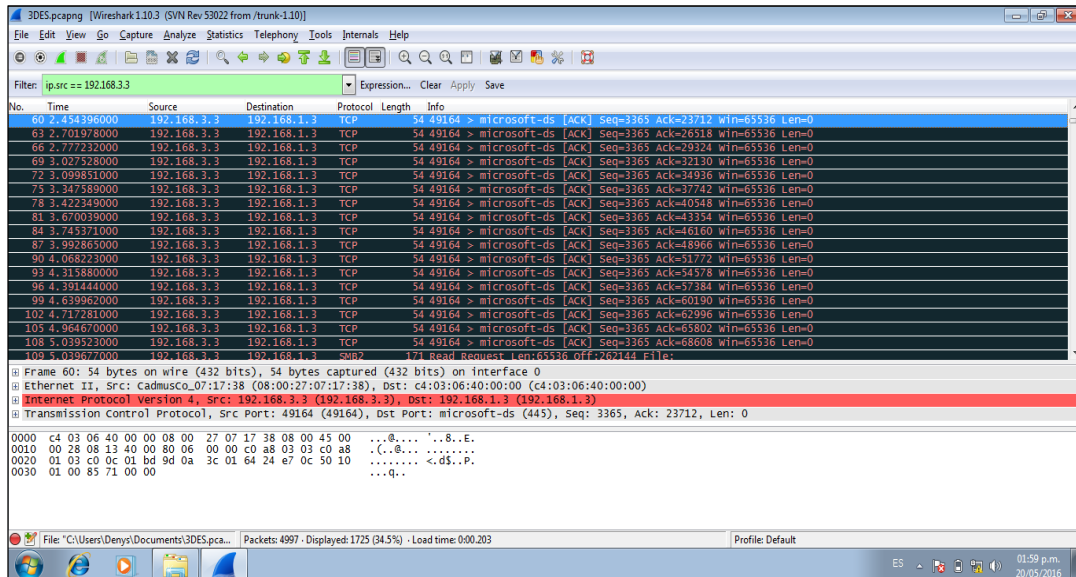 3DES.pcapng [Wireshark 1.10.3 (SVN Rev 53022 from /trunk-1.10)]
File Edit View Go Capture Analyze Statistics Telephony Tools Internals Help
Filter: ip.src == 192.168.3.3 Expression... Clear Apply Save
No. Time Source Destination Protocol Length Info
60 2.454396000 192.168.3.3 192.168.1.3 TCP 54 49164 > microsoft-ds [ACK] Seq=3365 Ack=23712 Win=65536 Len=0
63 2.701978000 192.168.3.3 192.168.1.3 TCP 54 49164 > microsoft-ds [ACK] Seq=3365 Ack=26518 Win=65536 Len=0
66 2.777232000 192.168.3.3 192.168.1.3 TCP 54 49164 > microsoft-ds [ACK] Seq=3365 Ack=29324 Win=65536 Len=0
69 3.027528000 192.168.3.3 192.168.1.3 TCP 54 49164 > microsoft-ds [ACK] Seq=3365 Ack=32130 Win=65536 Len=0
72 3.099851000 192.168.3.3 192.168.1.3 TCP 54 49164 > microsoft-ds [ACK] Seq=3365 Ack=34936 Win=65536 Len=0
75 3.347589000 192.168.3.3 192.168.1.3 TCP 54 49164 > microsoft-ds [ACK] Seq=3365 Ack=37742 Win=65536 Len=0
78 3.422349000 192.168.3.3 192.168.1.3 TCP 54 49164 > microsoft-ds [ACK] Seq=3365 Ack=40548 Win=65536 Len=0
81 3.670039000 192.168.3.3 192.168.1.3 TCP 54 49164 > microsoft-ds [ACK] Seq=3365 Ack=43354 Win=65536 Len=0
84 3.745371000 192.168.3.3 192.168.1.3 TCP 54 49164 > microsoft-ds [ACK] Seq=3365 Ack=46160 Win=65536 Len=0
87 3.992865000 192.168.3.3 192.168.1.3 TCP 54 49164 > microsoft-ds [ACK] Seq=3365 Ack=48966 Win=65536 Len=0
90 4.068223000 192.168.3.3 192.168.1.3 TCP 54 49164 > microsoft-ds [ACK] Seq=3365 Ack=51772 Win=65536 Len=0
93 4.315880000 192.168.3.3 192.168.1.3 TCP 54 49164 > microsoft-ds [ACK] Seq=3365 Ack=54578 Win=65536 Len=0
96 4.391444000 192.168.3.3 192.168.1.3 TCP 54 49164 > microsoft-ds [ACK] Seq=3365 Ack=57384 Win=65536 Len=0
99 4.639962000 192.168.3.3 192.168.1.3 TCP 54 49164 > microsoft-ds [ACK] Seq=3365 Ack=60190 Win=65536 Len=0
102 4.717281000 192.168.3.3 192.168.1.3 TCP 54 49164 > microsoft-ds [ACK] Seq=3365 Ack=62996 Win=65536 Len=0
105 4.964670000 192.168.3.3 192.168.1.3 TCP 54 49164 > microsoft-ds [ACK] Seq=3365 Ack=65802 Win=65536 Len=0
108 5.039523000 192.168.3.3 192.168.1.3 TCP 54 49164 > microsoft-ds [ACK] Seq=3365 Ack=68608 Win=65536 Len=0
109 5.039677000 192.168.3.3 192.168.1.3 SMB2 171 Read Request Len:65536 Off:262144 File:
Frame 60: 54 bytes on wire (432 bits), 54 bytes captured (432 bits) on interface 0
Ethernet II, Src: CadmusCo_07:17:38 (08:00:27:07:17:38), Dst: c4:03:06:40:00:00 (c4:03:06:40:00:00)
Internet Protocol Version 4, Src: 192.168.3.3 (192.168.3.3), Dst: 192.168.1.3 (192.168.1.3)
Transmission Control Protocol, Src Port: 49164 (49164), Dst Port: microsoft-ds (445), Seq: 3365, Ack: 23712, Len: 0
0000 c4 03 06 40 00 00 08 00 27 07 17 38 08 00 45 00 ...@.... '..8..E.
0010 00 28 08 13 40 00 80 06 00 00 c0 a8 03 03 c0 a8 .(..@... ........
0020 01 03 c0 0c 01 bd 9d 0a 3c 01 64 24 e7 0c 50 10 ........ <.d$..P.
0030 01 00 85 71 00 00 ...q..
File: "C:\Users\Denys\Documents\3DES.pca... Packets: 4997 · Displayed: 1725 (34.5%) · Load time: 0:00.203 Profile: Default
ES 01:59 p.m.
20/05/2016